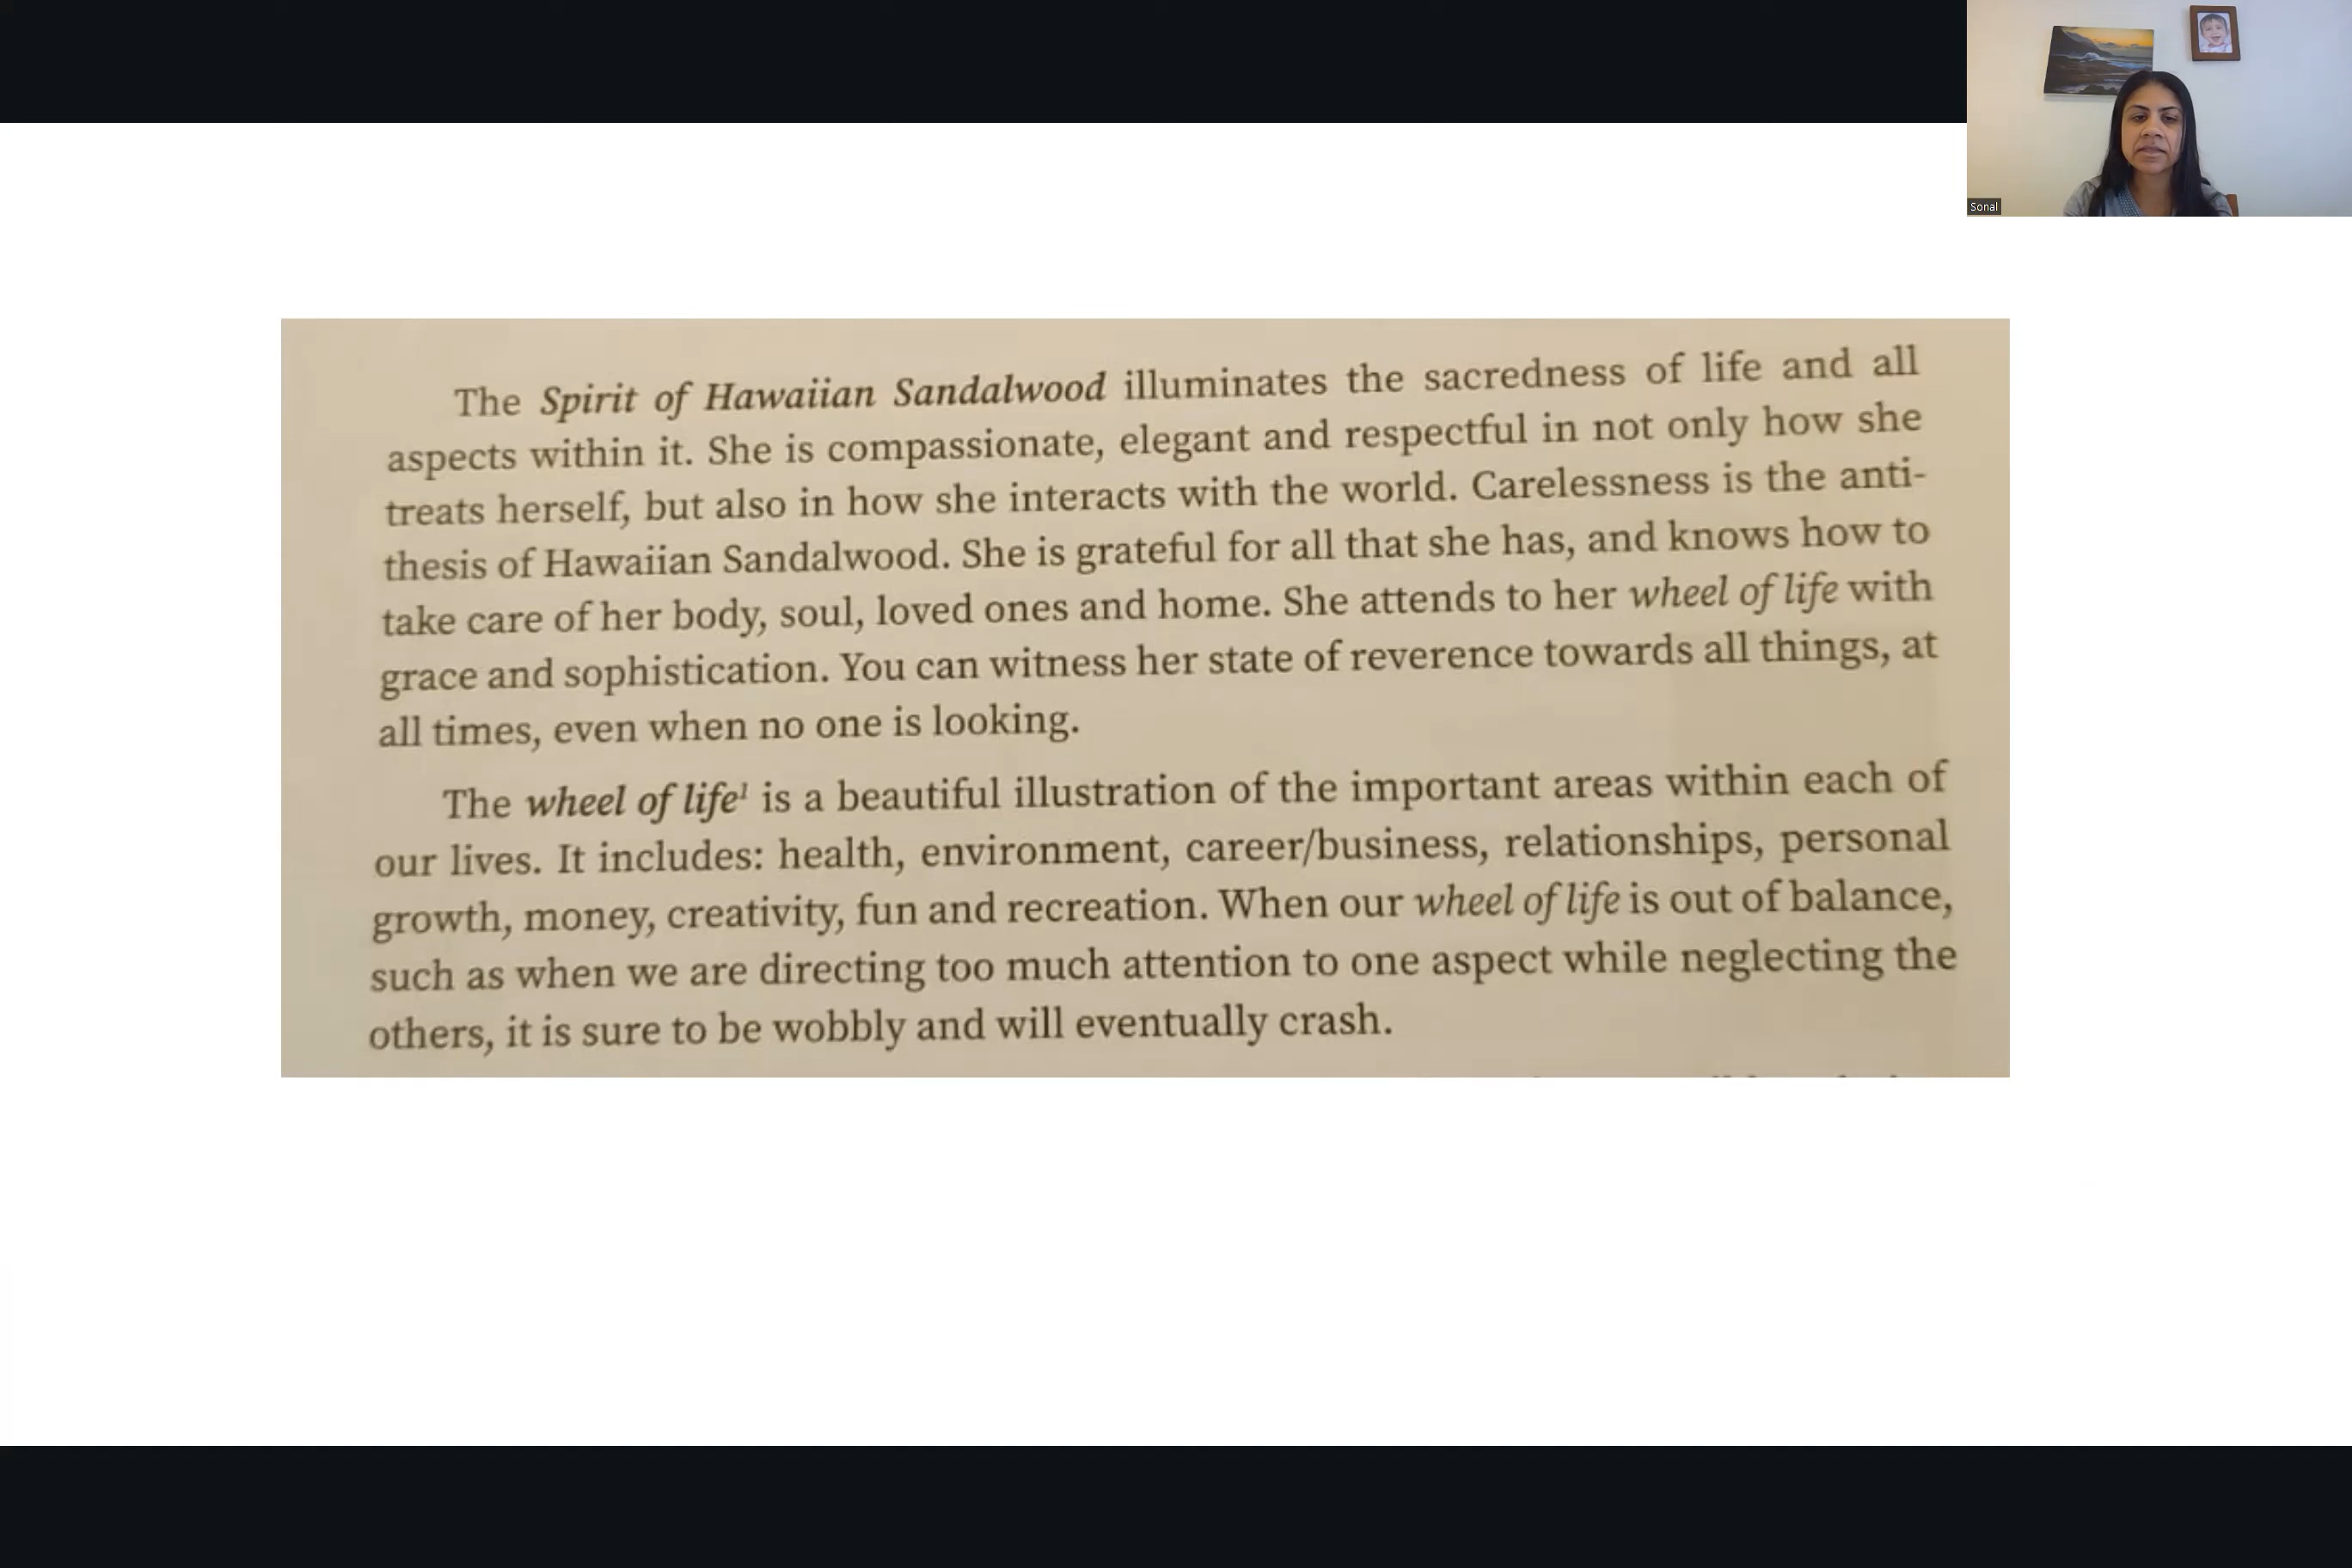 Sonal
The Spirit of Hawaiian Sandalwood illuminates the sacredness of life and all
aspects within it. She is compassionate, elegant and respectful in not only how she
treats herself, but also in how she interacts with the world. Carelessness is the anti-
thesis of Hawaiian Sandalwood. She is grateful for all that she has, and knows how to
take care of her body, soul, loved ones and home. She attends to her wheel of life with
grace and sophistication. You can witness her state of reverence towards all things, at
all times, even when no one is looking.
The wheel of life¹ is a beautiful illustration of the important areas within each of
our lives. It includes: health, environment, career/business, relationships, personal
growth, money, creativity, fun and recreation. When our wheel of life is out of balance,
such as when we are directing too much attention to one aspect while neglecting the
others, it is sure to be wobbly and will eventually crash.